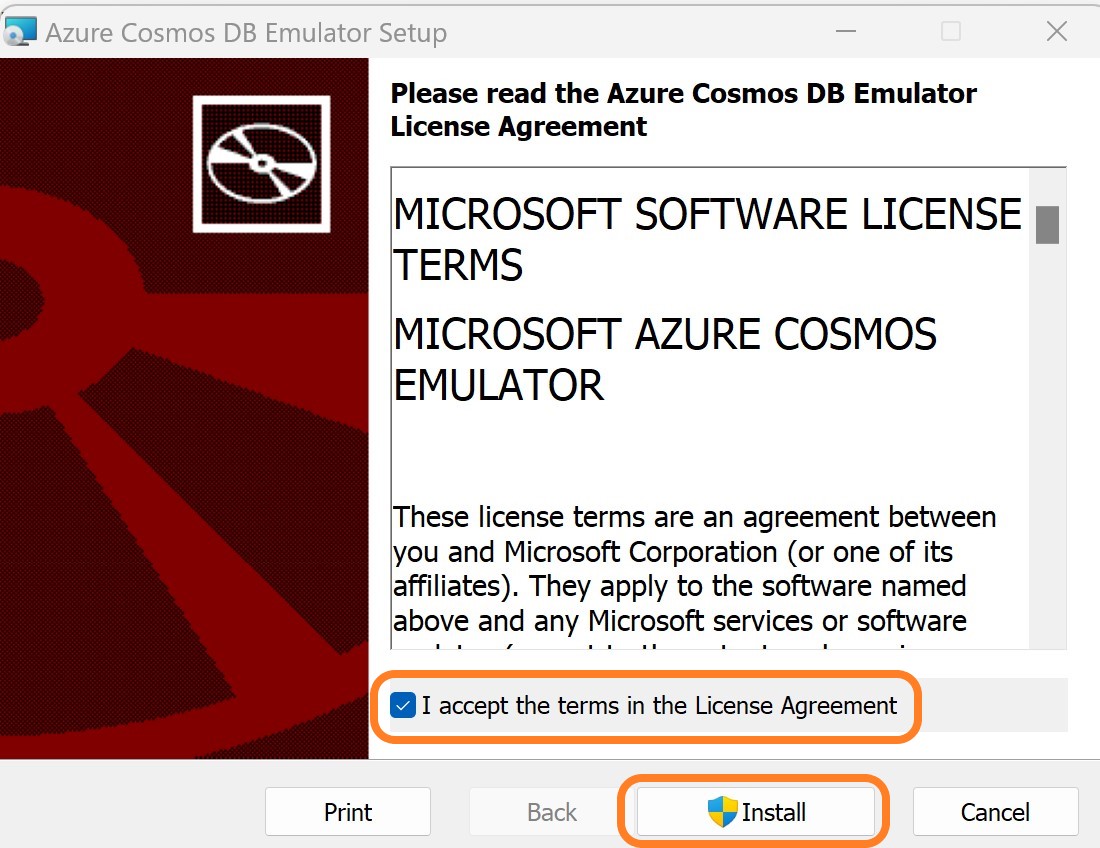 Azure Cosmos DB Emulator Setup
Please read the Azure Cosmos DB Emulator
License Agreement
MICROSOFT SOFTWARE LICENSE
TERMS
MICROSOFT AZURE COSMOS
EMULATOR
These license terms are an agreement between
you and Microsoft Corporation (or one of its
affiliates). They apply to the software named
above and any Microsoft services or software
I accept the terms in the License Agreement
Print
Back
Install
Cancel